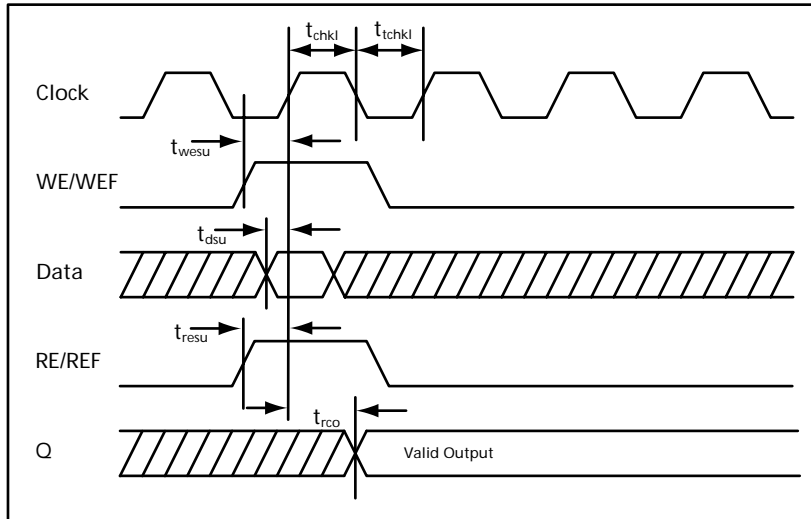 tchkl ttchkl
Clock
twesu
WE/WEF
tdsu
Data
tresu
RE/REF
trco
Q Valid Output